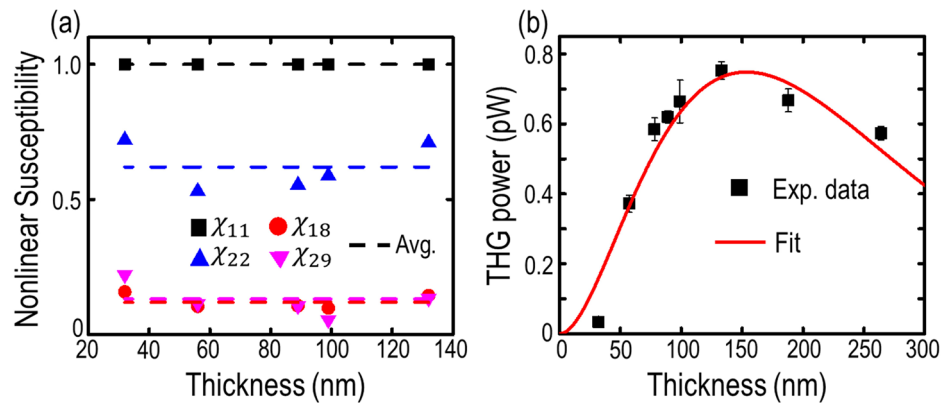 (a)
Nonlinear Susceptibility
1.0
0.5
0
χ11 χ18 Avg.
χ22 χ29
20 40 60 80 100 120 140
Thickness (nm)
(b)
THG power (pW)
0.8
0.6
0.4
0.2
0
Exp. data
Fit
0 50 100 150 200 250 300
Thickness (nm)